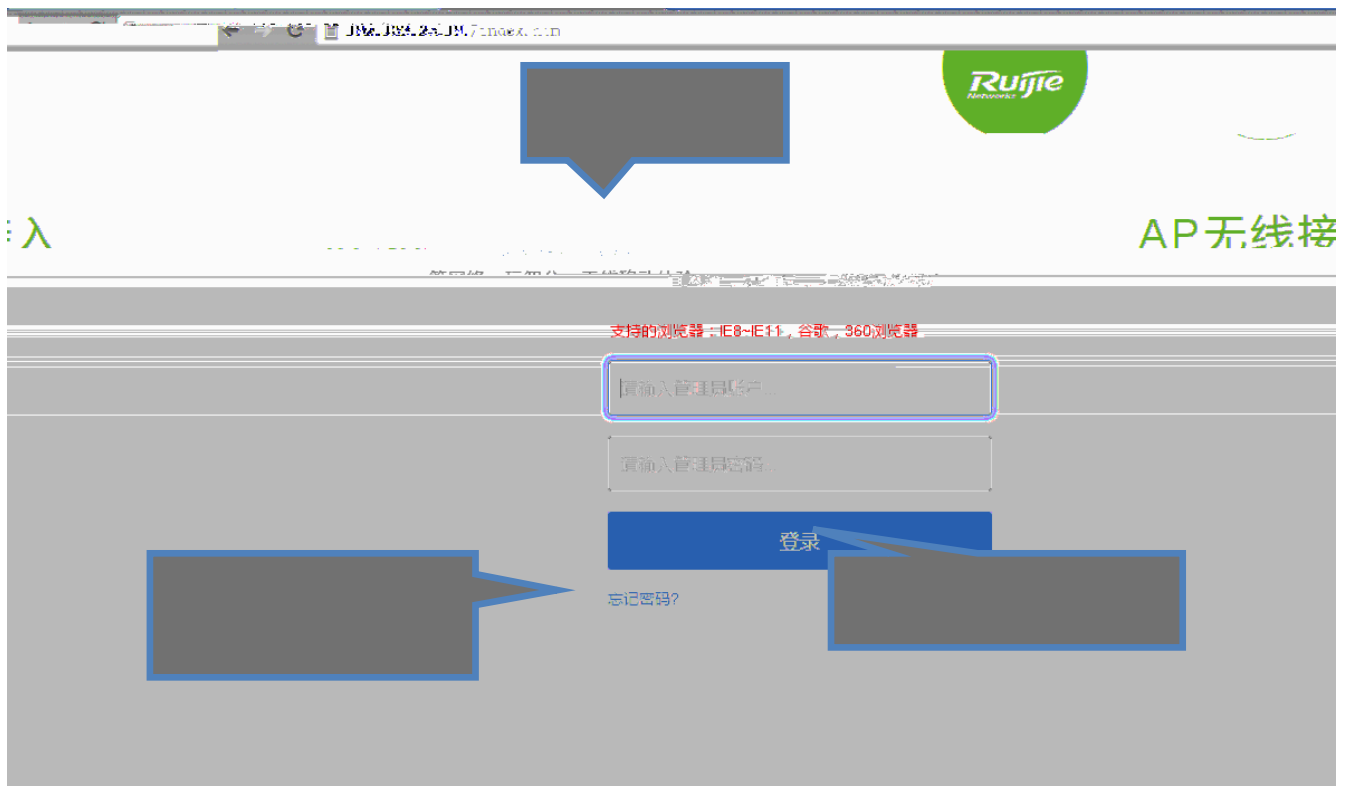 /index.htm
Ruijie
Networks
入
AP无线接
支持的浏览器：IE8~IE11，谷歌，360浏览器
请输入管理员账户...
请输入管理员密码...
登录
忘记密码?